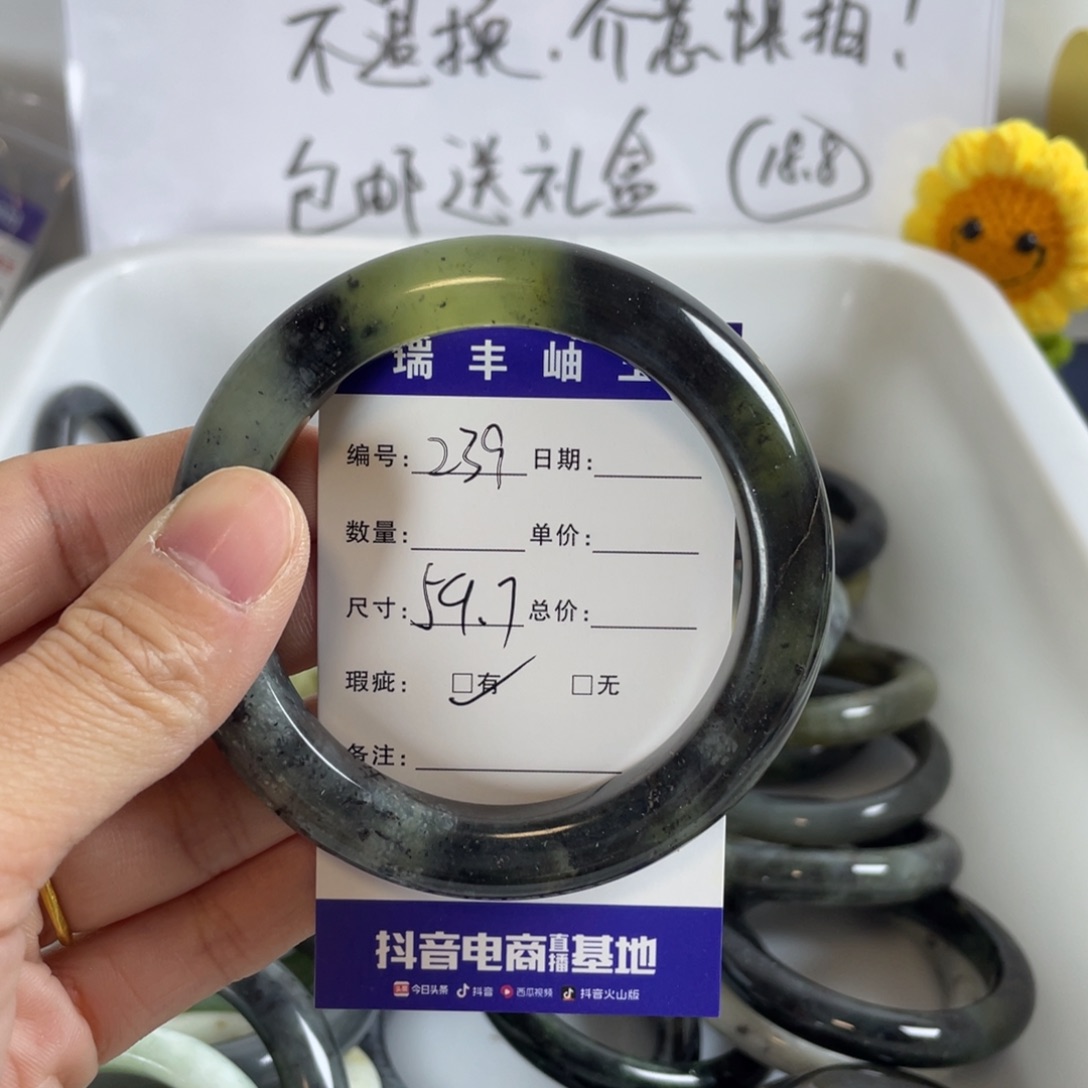 不退换.介意慎拍!
包邮送礼盒 18.8
瑞丰岫
编号: 239 日期:
数量: 单价:
尺寸: 59.7 总价:
瑕疵: □有 □无
备注:
抖音电商直播基地
头条 今日头条 抖音 西瓜视频 抖音火山版